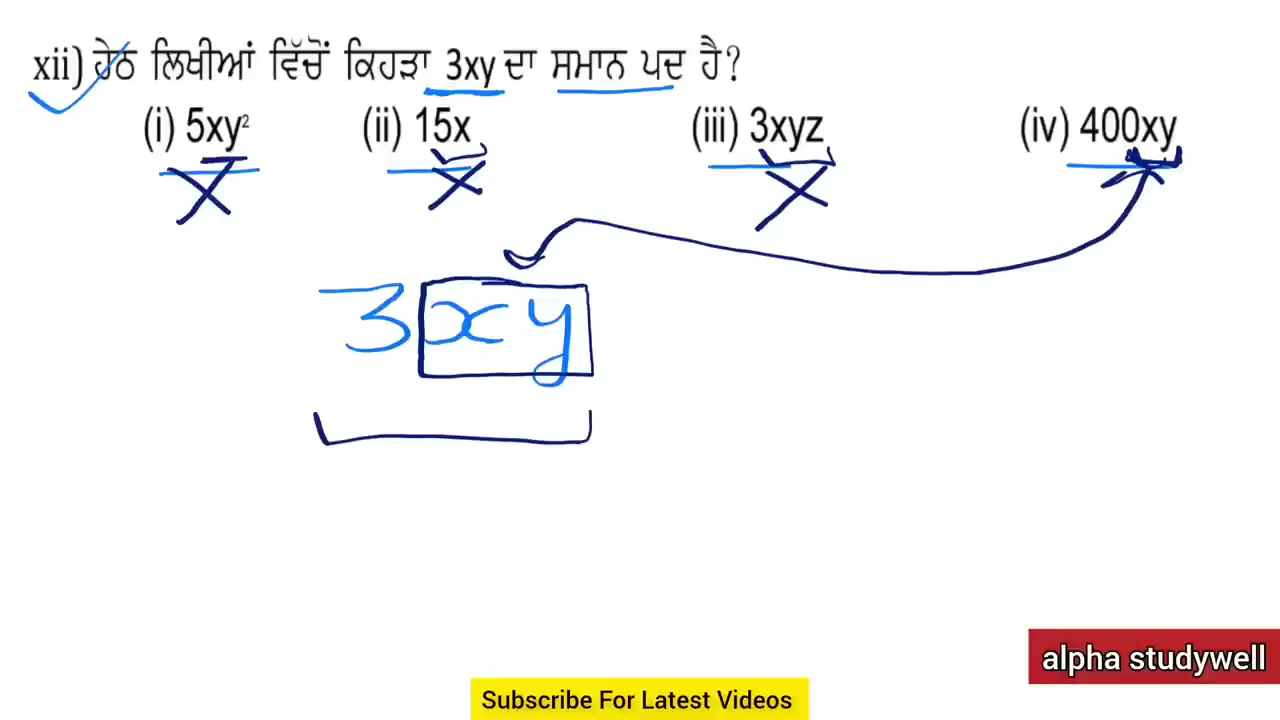 xii) ਹੇਠ ਲਿਖੀਆਂ ਵਿੱਚੋਂ ਕਿਹੜਾ 3xy ਦਾ ਸਮਾਨ ਪਦ ਹੈ?
(i) 5xy² (ii) 15x (iii) 3xyz (iv) 400xy
3xy
alpha studywell
Subscribe For Latest Videos